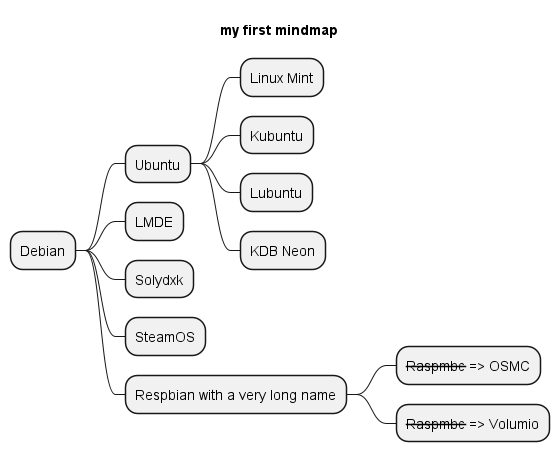 my first mindmap
Debian
Ubuntu
Linux Mint
Kubuntu
Lubuntu
KDB Neon
LMDE
Solydxk
SteamOS
Respbian with a very long name
Raspmbc => OSMC
Raspmbc => Volumio